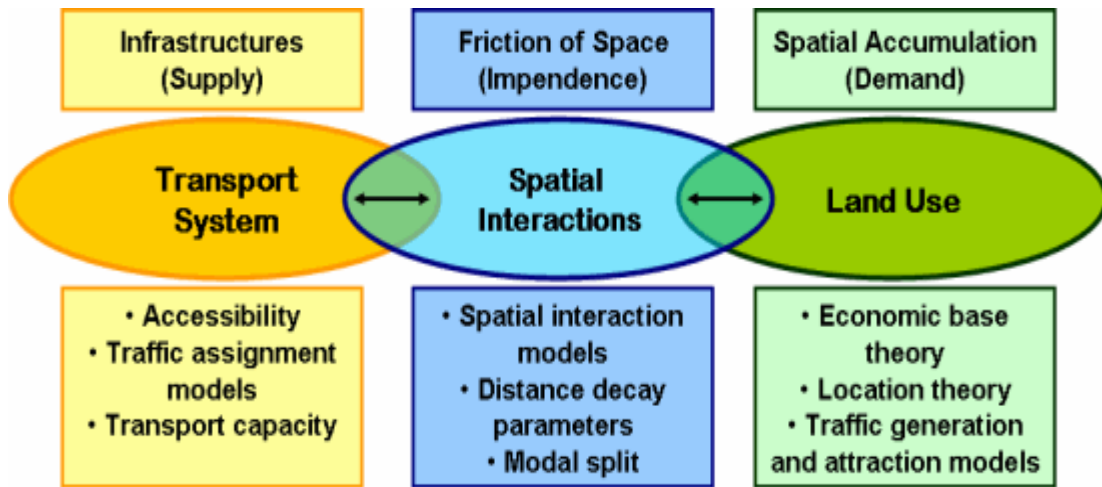 Infrastructures
(Supply)
Friction of Space
(Impendence)
Spatial Accumulation
(Demand)
Transport
System
Spatial
Interactions
Land Use
• Accessibility
• Traffic assignment
models
• Transport capacity
• Spatial interaction
models
• Distance decay
parameters
• Modal split
• Economic base
theory
• Location theory
• Traffic generation
and attraction models